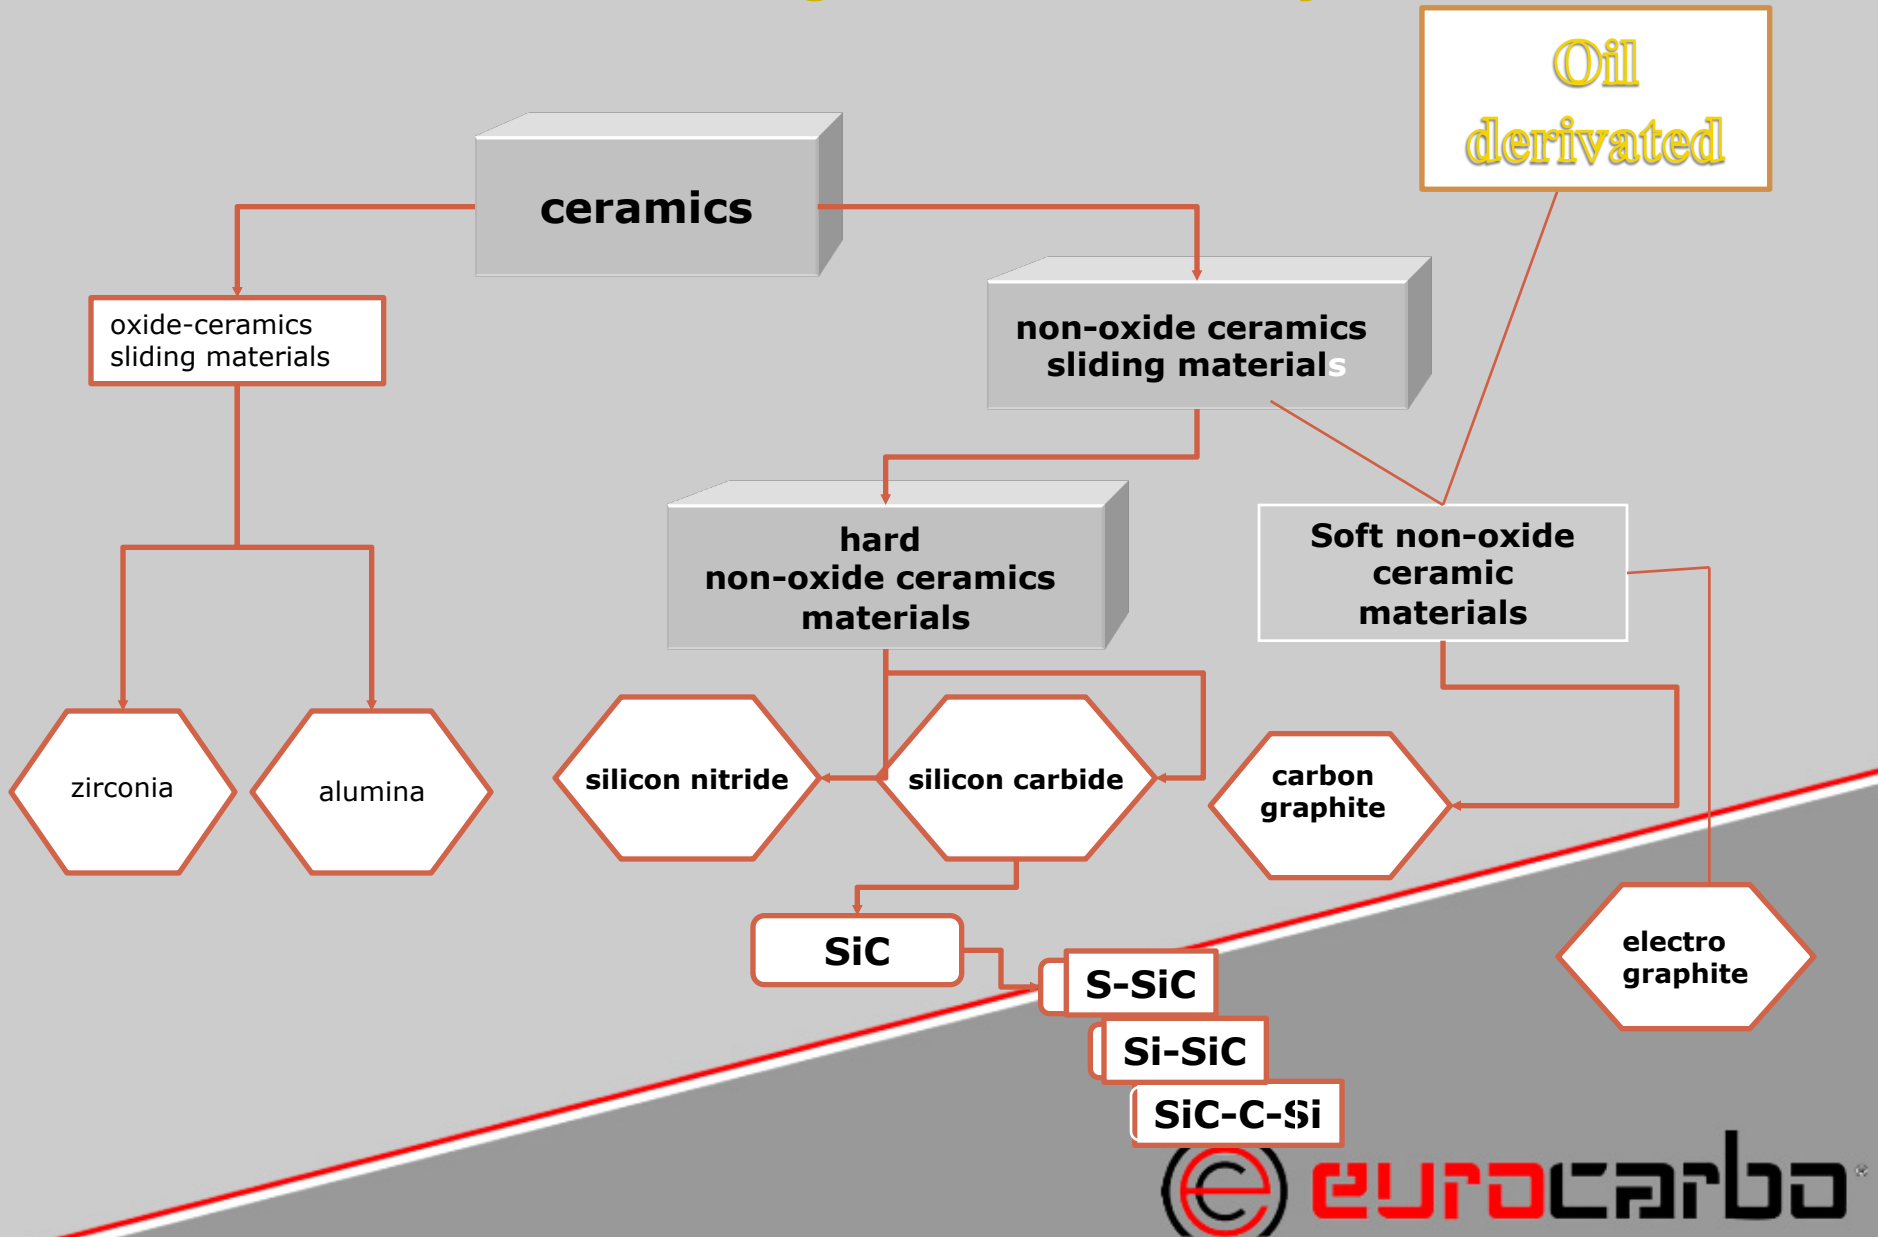 Oil
derivated
ceramics
oxide-ceramics
sliding materials
non-oxide ceramics
sliding materials
hard
non-oxide ceramics
materials
Soft non-oxide
ceramic
materials
zirconia
alumina
silicon nitride
silicon carbide
carbon
graphite
electro
graphite
SiC
S-SiC
Si-SiC
SiC-C-Si
eurocarbo